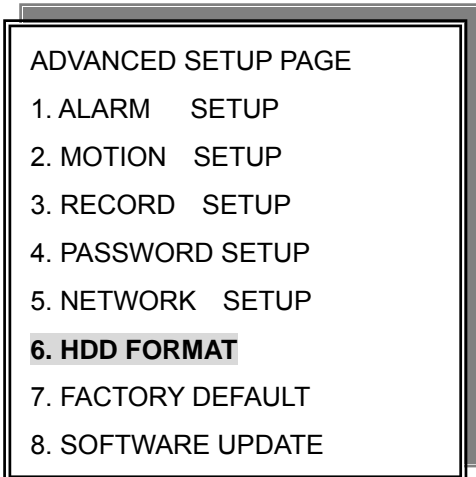 ADVANCED SETUP PAGE
1. ALARM SETUP
2. MOTION SETUP
3. RECORD SETUP
4. PASSWORD SETUP
5. NETWORK SETUP
6. HDD FORMAT
7. FACTORY DEFAULT
8. SOFTWARE UPDATE